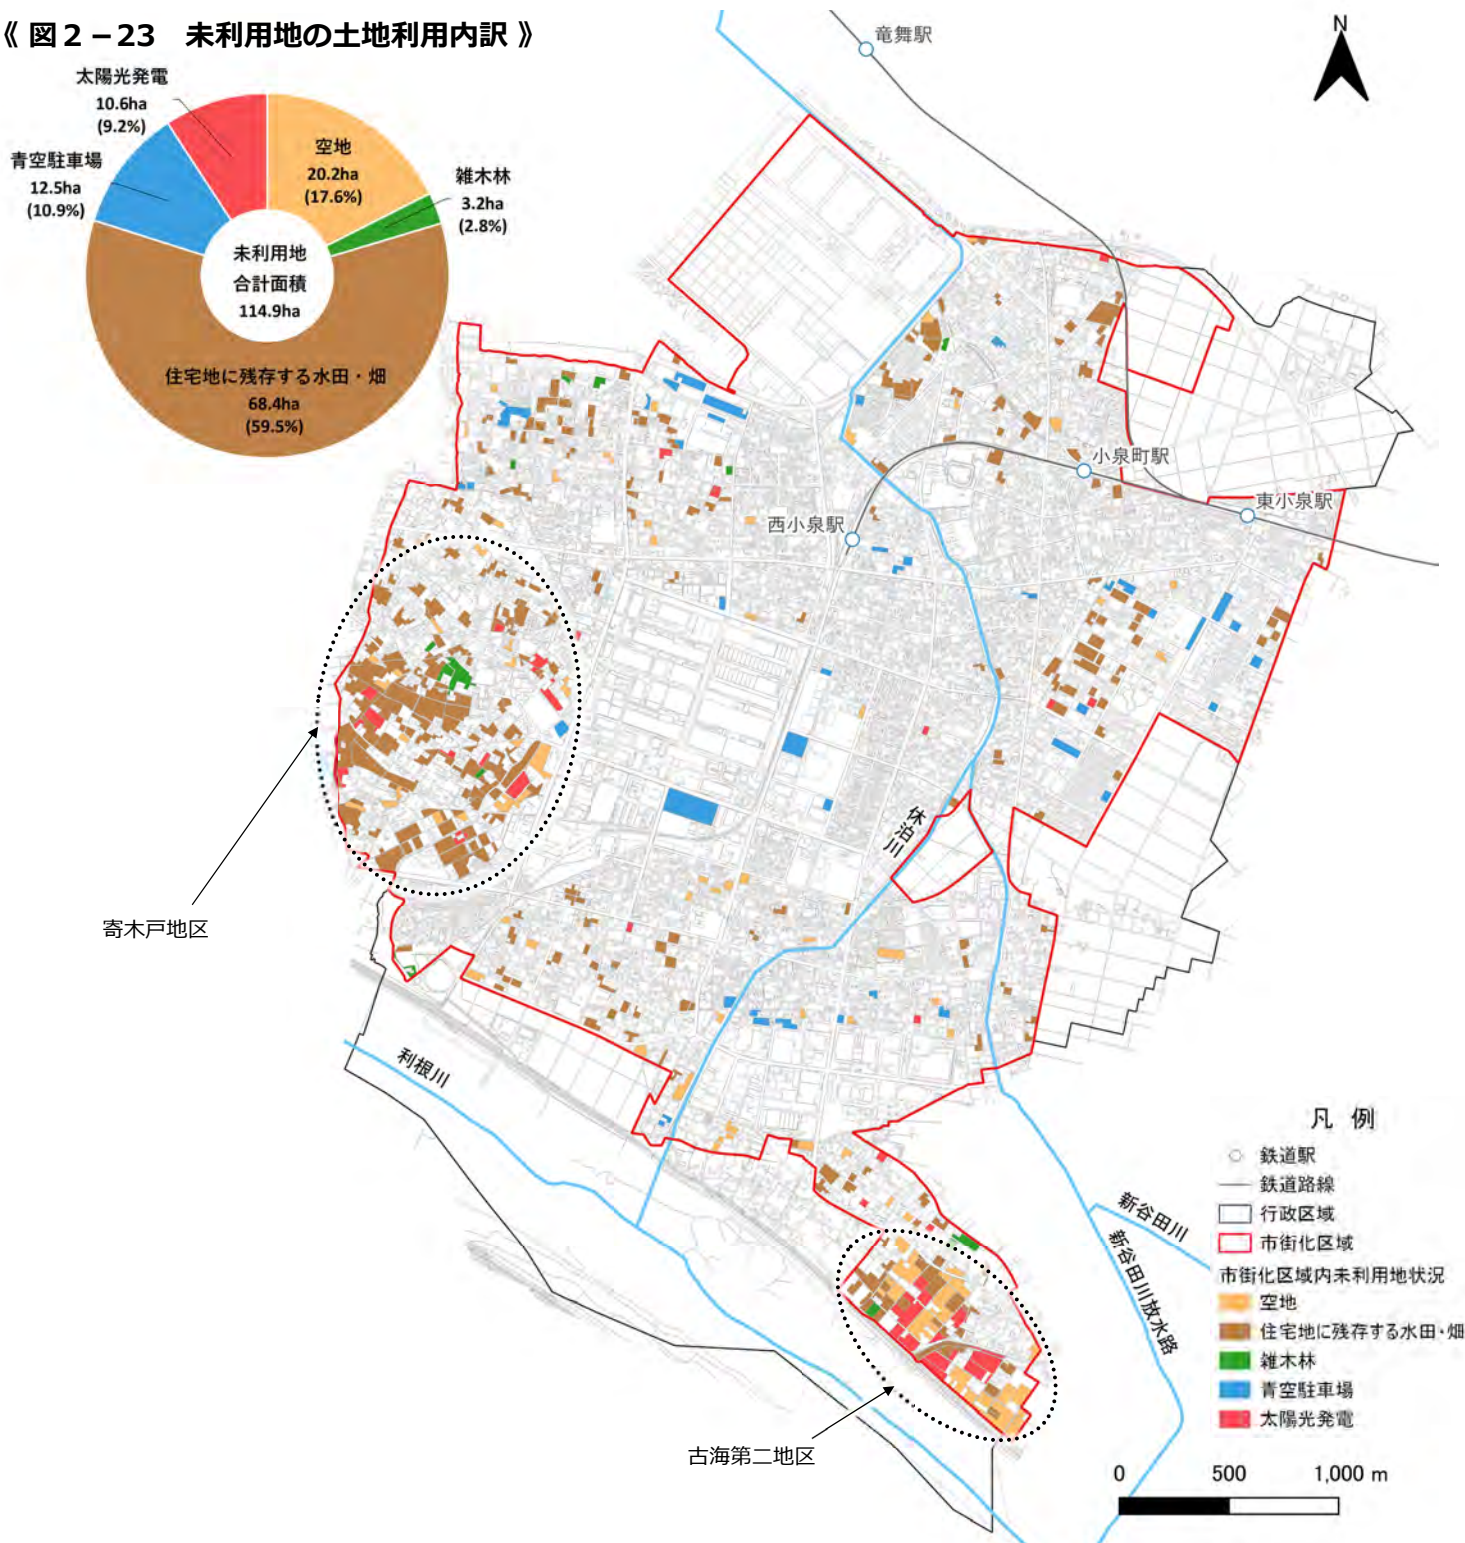 《 図２－23　未利用地の土地利用内訳 》
太陽光発電
10.6ha
(9.2%)
青空駐車場
12.5ha
(10.9%)
空地
20.2ha
(17.6%)
雑木林
3.2ha
(2.8%)
未利用地
合計面積
114.9ha
住宅地に残存する水田・畑
68.4ha
(59.5%)
N
竜舞駅
小泉町駅
東小泉駅
西小泉駅
休泊川
寄木戸地区
利根川
新谷田川
新谷田川放水路
古海第二地区
凡 例
鉄道駅
鉄道路線
行政区域
市街化区域
市街化区域内未利用地状況
空地
住宅地に残存する水田・畑
雑木林
青空駐車場
太陽光発電
0 500 1,000 m